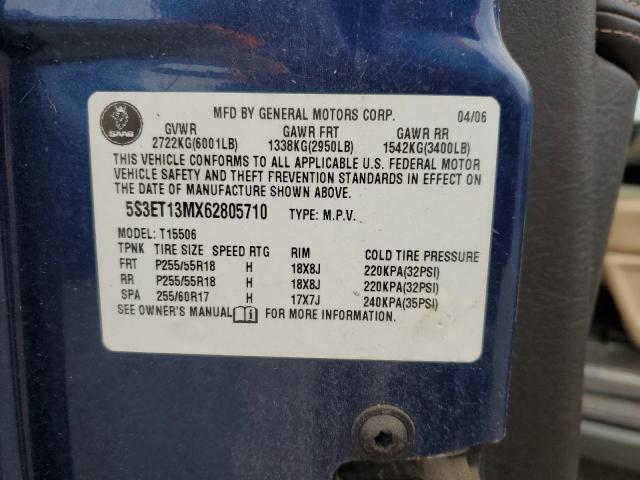 MFD BY GENERAL MOTORS CORP. 04/06
SAAB
GVWR GAWR FRT GAWR RR
2722KG(6001LB) 1338KG(2950LB) 1542KG(3400LB)
THIS VEHICLE CONFORMS TO ALL APPLICABLE U.S. FEDERAL MOTOR
VEHICLE SAFETY AND THEFT PREVENTION STANDARDS IN EFFECT ON
THE DATE OF MANUFACTURE SHOWN ABOVE.
5S3ET13MX62805710 TYPE: M.P.V.
MODEL: T15506
TPNK TIRE SIZE SPEED RTG RIM COLD TIRE PRESSURE
FRT P255/55R18 H 18X8J 220KPA(32PSI)
RR P255/55R18 H 18X8J 220KPA(32PSI)
SPA 255/60R17 H 17X7J 240KPA(35PSI)
SEE OWNER'S MANUAL FOR MORE INFORMATION.